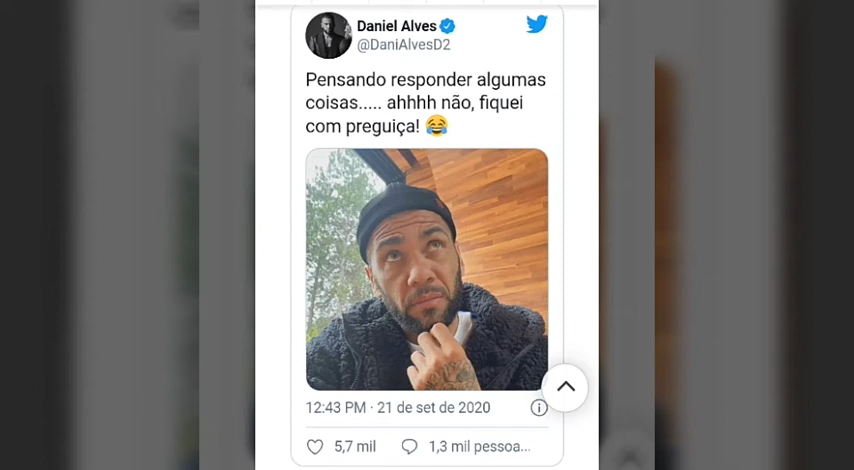 Daniel Alves
@DaniAlvesD2
Pensando responder algumas
coisas..... ahhhh não, fiquei
com preguiça! 😂
12:43 PM · 21 de set de 2020
5,7 mil
1,3 mil pessoa...